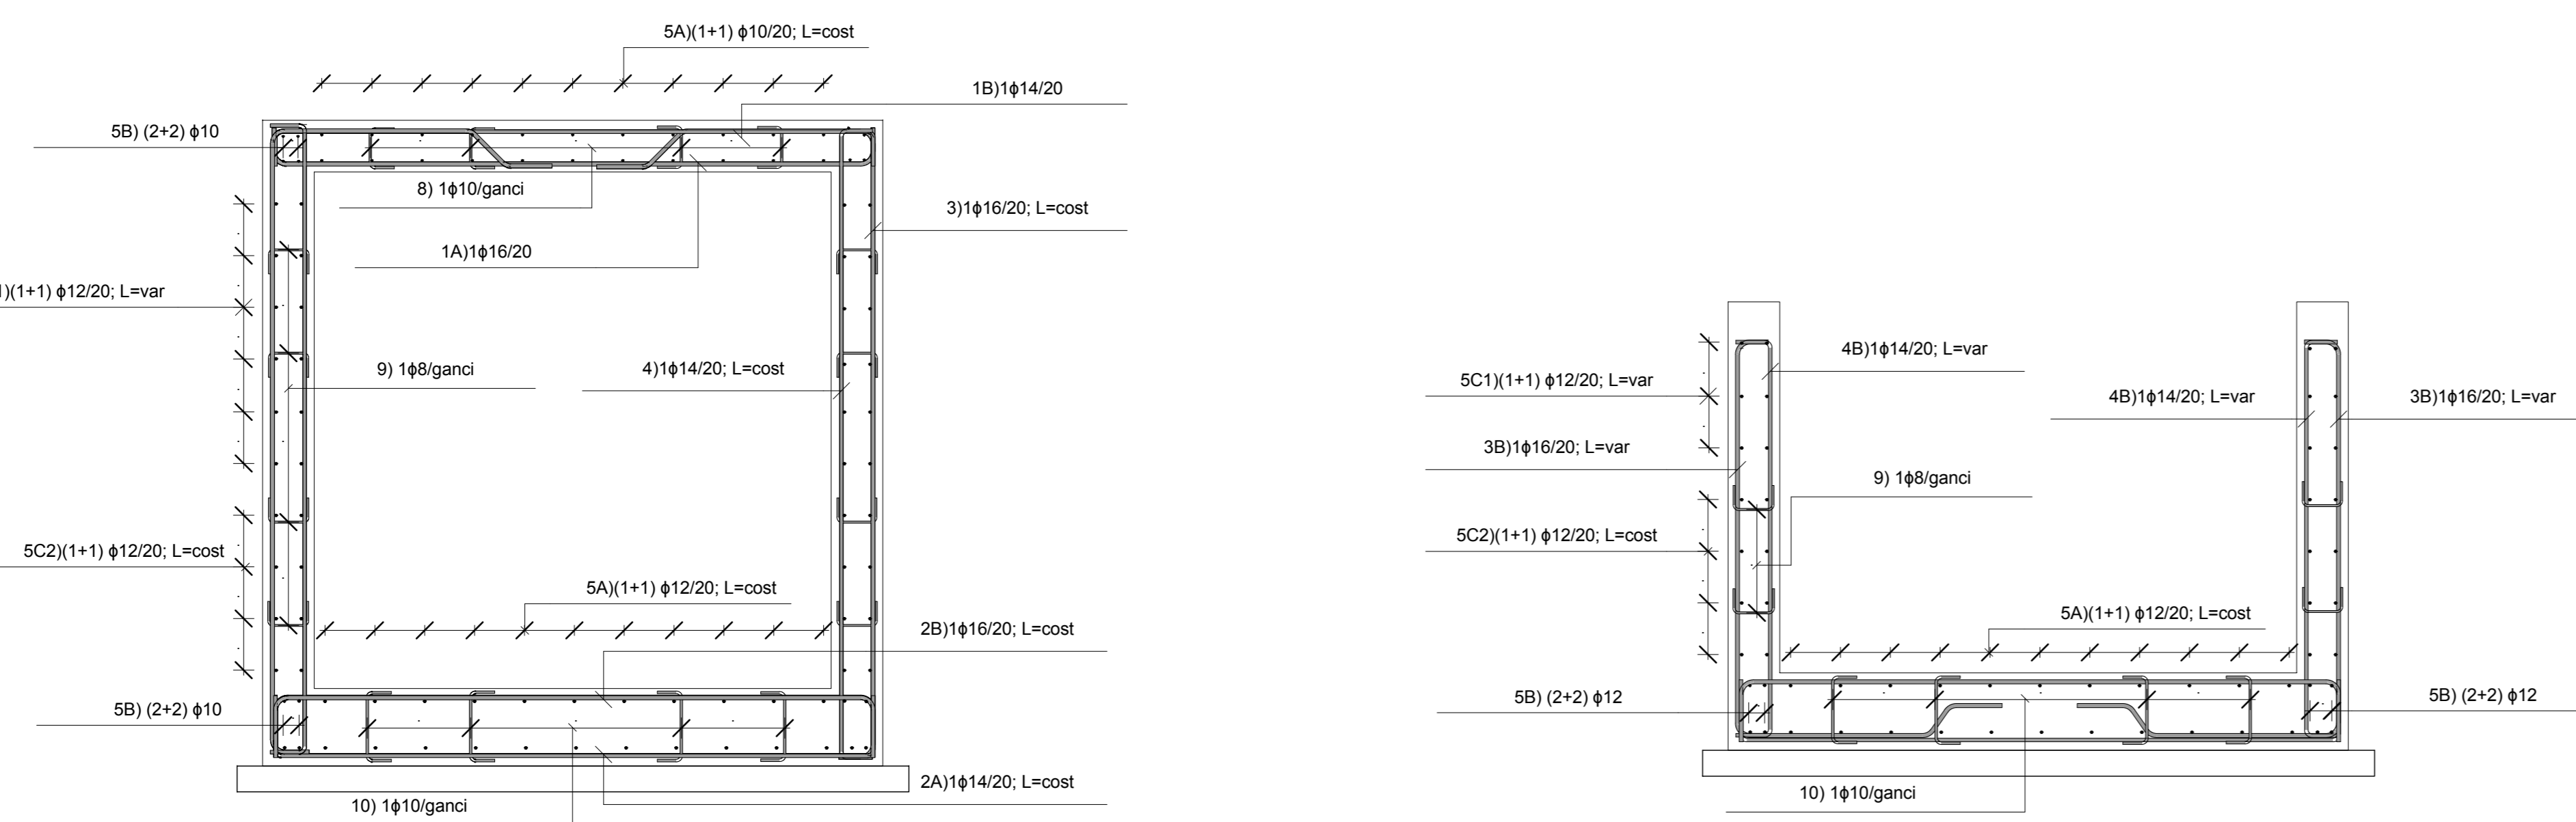 5A)(1+1) ϕ10/20; L=cost
1B)1ϕ14/20
5B) (2+2) ϕ10
8) 1ϕ10/ganci
3)1ϕ16/20; L=cost
1A)1ϕ16/20
)(1+1) ϕ12/20; L=var
9) 1ϕ8/ganci
4)1ϕ14/20; L=cost
5C2)(1+1) ϕ12/20; L=cost
5A)(1+1) ϕ12/20; L=cost
2B)1ϕ16/20; L=cost
5B) (2+2) ϕ10
2A)1ϕ14/20; L=cost
10) 1ϕ10/ganci
4B)1ϕ14/20; L=var
5C1)(1+1) ϕ12/20; L=var
4B)1ϕ14/20; L=var
3B)1ϕ16/20; L=var
3B)1ϕ16/20; L=var
9) 1ϕ8/ganci
5C2)(1+1) ϕ12/20; L=cost
5A)(1+1) ϕ12/20; L=cost
5B) (2+2) ϕ12
5B) (2+2) ϕ12
10) 1ϕ10/ganci